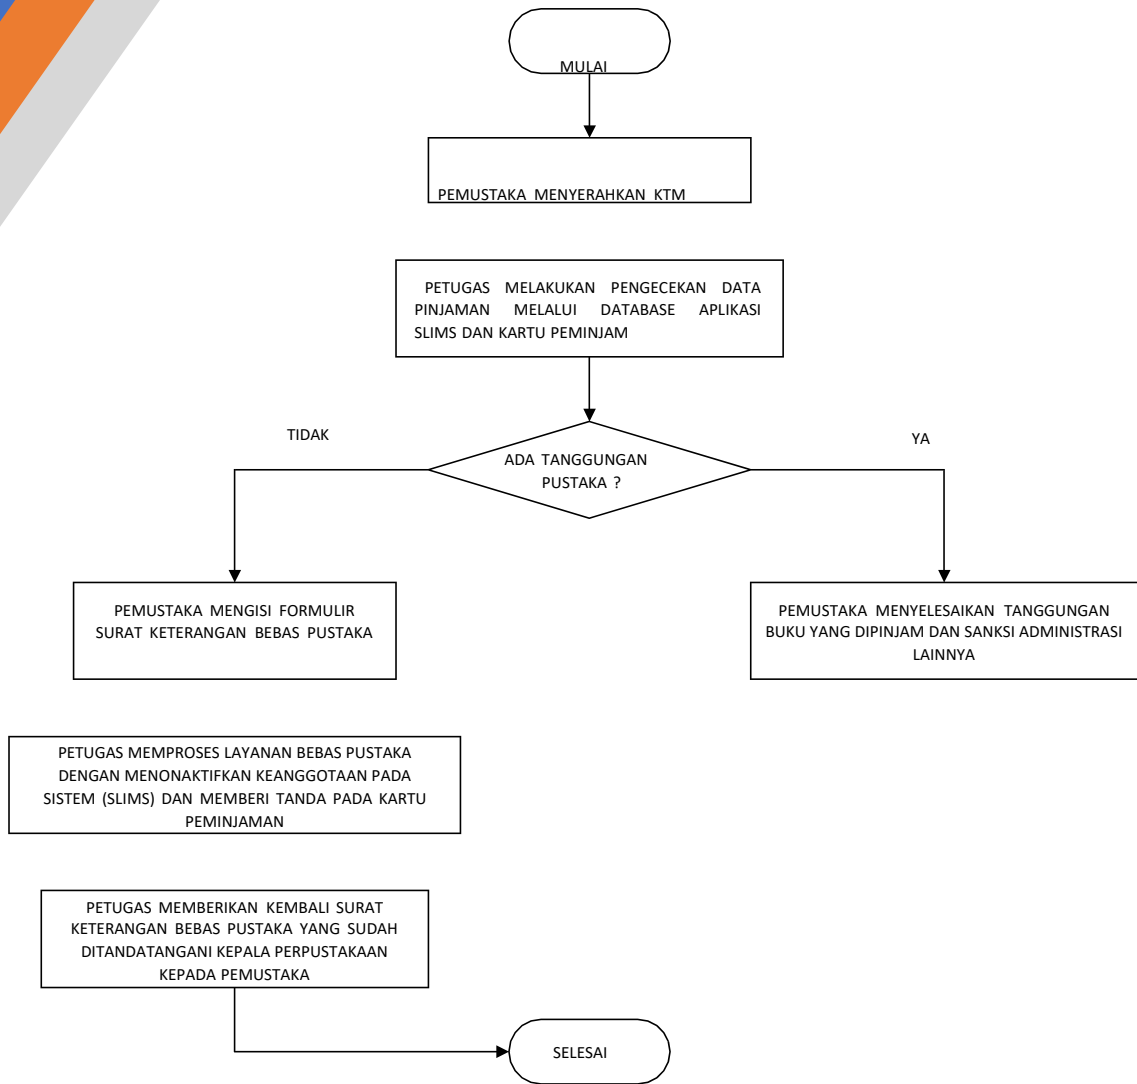 MULAI
PEMUSTAKA MENYERAHKAN KTM
PETUGAS MELAKUKAN PENGECEKAN DATA
PINJAMAN MELALUI DATABASE APLIKASI
SLIMS DAN KARTU PEMINJAM
TIDAK
ADA TANGGUNGAN
PUSTAKA ?
YA
PEMUSTAKA MENGISI FORMULIR
SURAT KETERANGAN BEBAS PUSTAKA
PEMUSTAKA MENYELESAIKAN TANGGUNGAN
BUKU YANG DIPINJAM DAN SANKSI ADMINISTRASI
LAINNYA
PETUGAS MEMPROSES LAYANAN BEBAS PUSTAKA
DENGAN MENONAKTIFKAN KEANGGOTAAN PADA
SISTEM (SLIMS) DAN MEMBERI TANDA PADA KARTU
PEMINJAMAN
PETUGAS MEMBERIKAN KEMBALI SURAT
KETERANGAN BEBAS PUSTAKA YANG SUDAH
DITANDATANGANI KEPALA PERPUSTAKAAN
KEPADA PEMUSTAKA
SELESAI